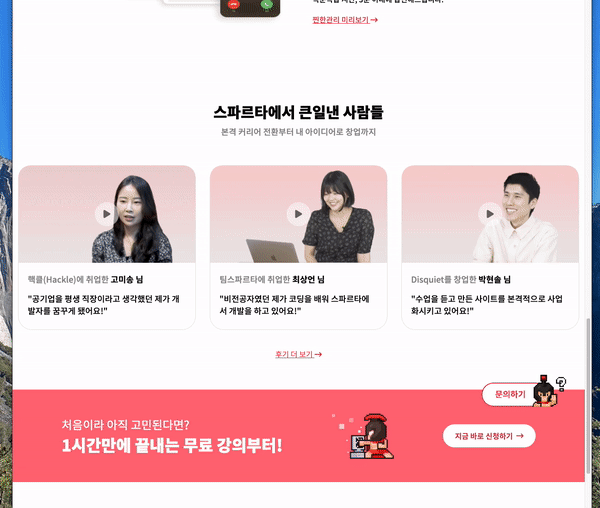 찐한관리 미리보기 →
스파르타에서 큰일낸 사람들
본격 커리어 전환부터 내 아이디어로 창업까지
핵클(Hackle)에 취업한 고미송 님
"공기업을 평생 직장이라고 생각했던 제가 개
발자를 꿈꾸게 됐어요!"
팀스파르타에 취업한 최상언 님
"비전공자였던 제가 코딩을 배워 스파르타에
서 개발을 하고 있어요!"
Disquiet를 창업한 박현솔 님
"수업을 듣고 만든 사이트를 본격적으로 사업
화시키고 있어요!"
후기 더 보기 →
문의하기
처음이라 아직 고민된다면?
1시간만에 끝내는 무료 강의부터!
지금 바로 신청하기 →